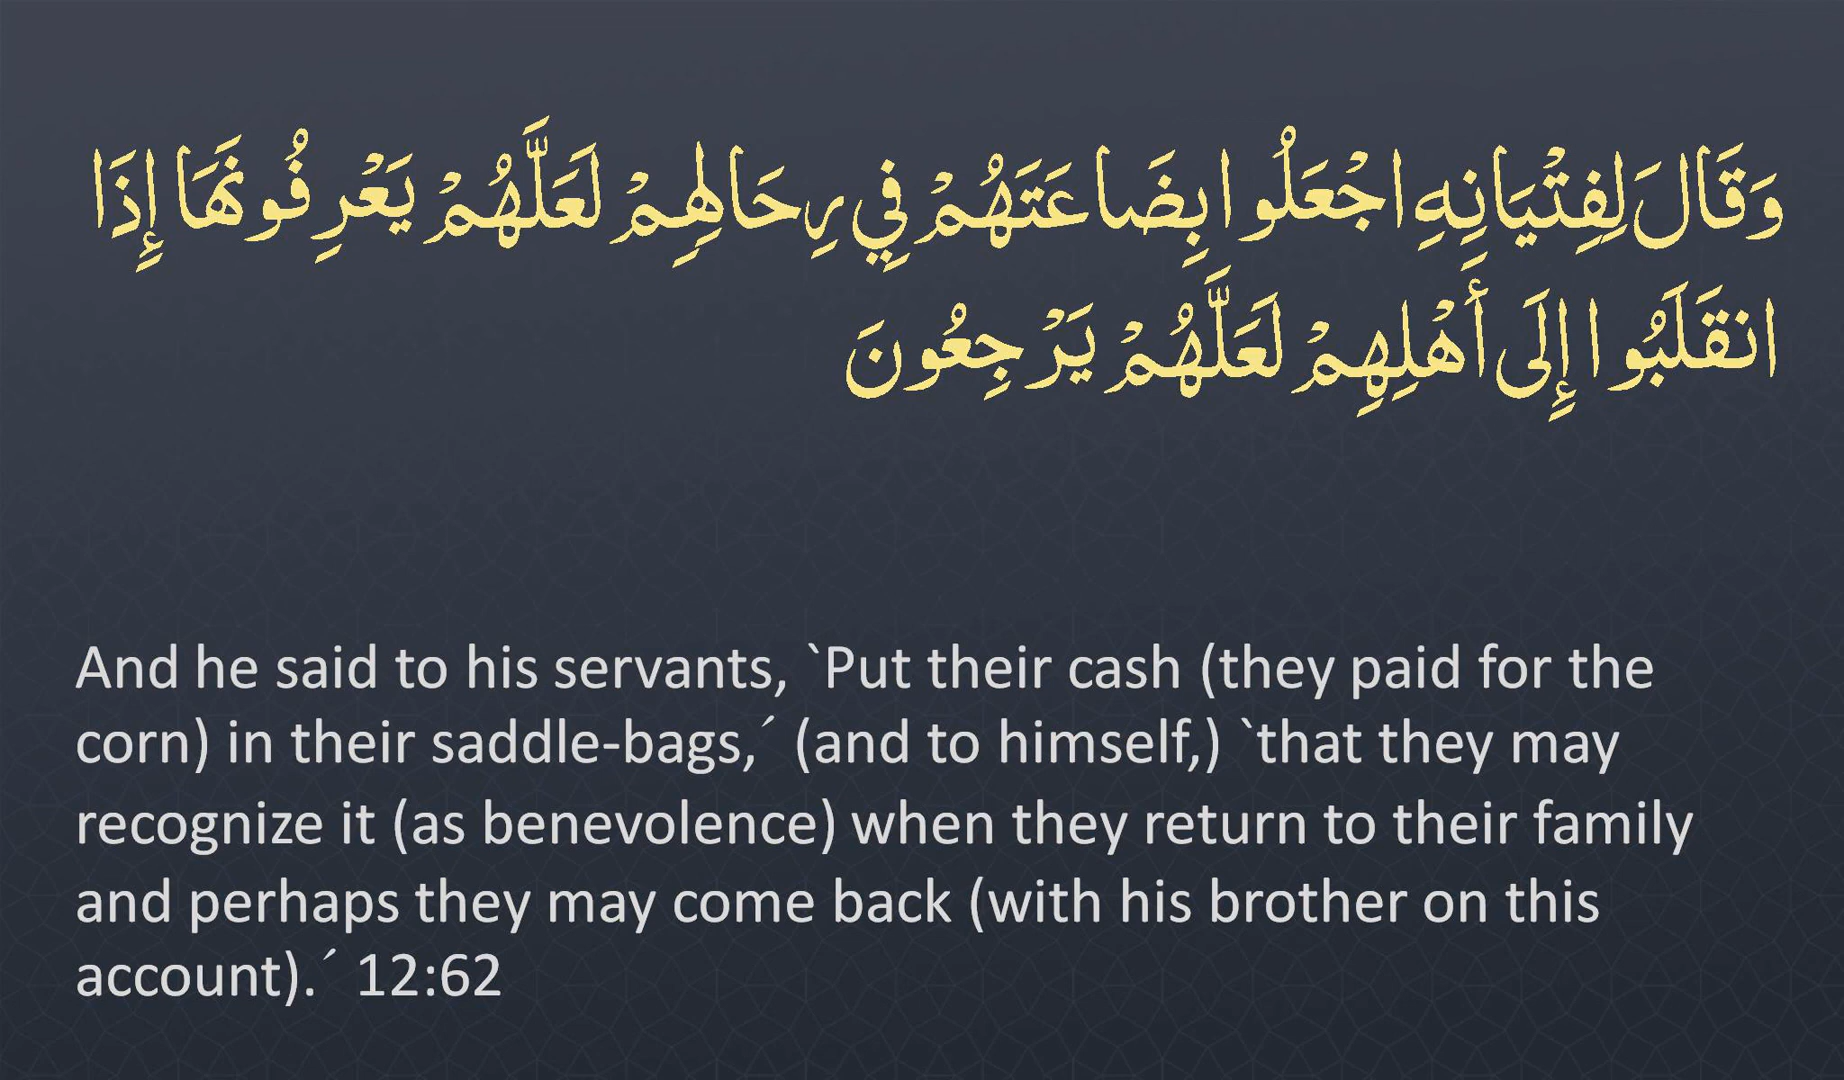 وَقَالَ لِفِتْيَانِهِ اجْعَلُوا بِضَاعَتَهُمْ فِي رِحَالِهِمْ لَعَلَّهُمْ يَعْرِفُونَهَا إِذَا
انقَلَبُوا إِلَى أَهْلِهِمْ لَعَلَّهُمْ يَرْجِعُونَ
And he said to his servants, `Put their cash (they paid for the
corn) in their saddle-bags,´ (and to himself,) `that they may
recognize it (as benevolence) when they return to their family
and perhaps they may come back (with his brother on this
account).´ 12:62